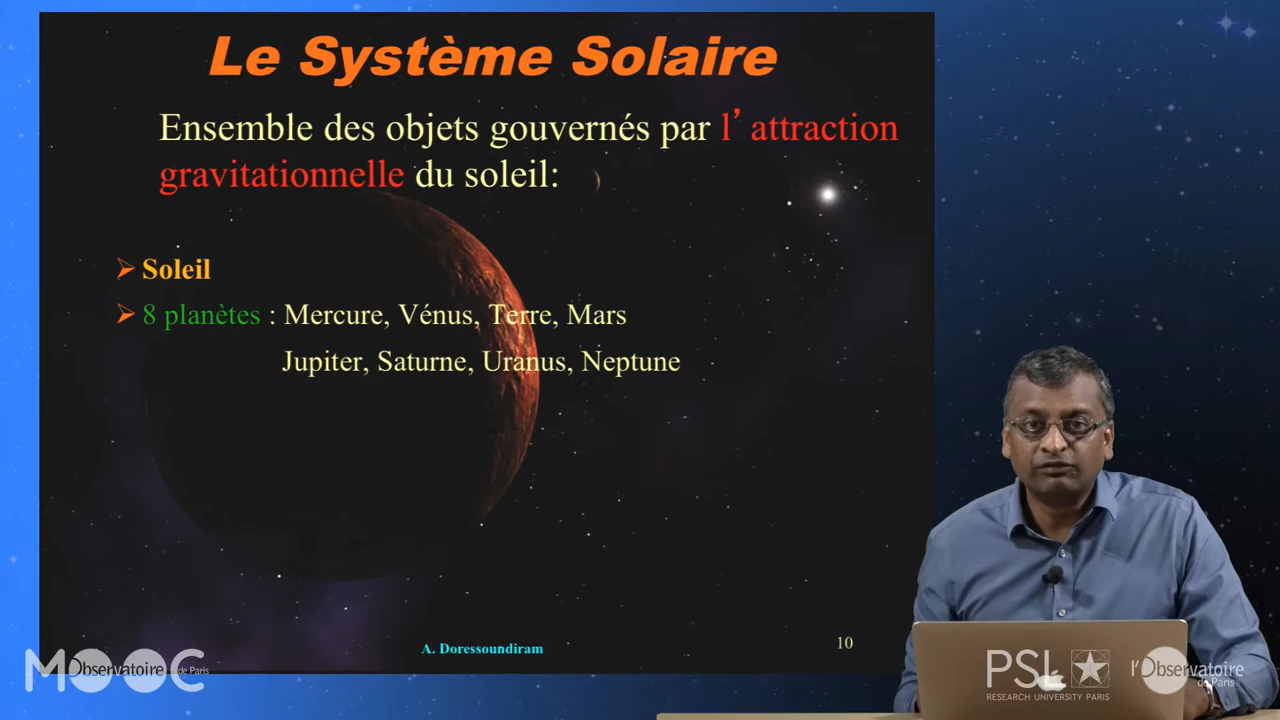 Le Système Solaire
Ensemble des objets gouvernés par l’attraction
gravitationnelle du soleil:
➢ Soleil
➢ 8 planètes : Mercure, Vénus, Terre, Mars
Jupiter, Saturne, Uranus, Neptune
A. Doressoundiram
10
MOOC
Observatoire de Paris
PSL
RESEARCH UNIVERSITY PARIS
l'Observatoire
de Paris